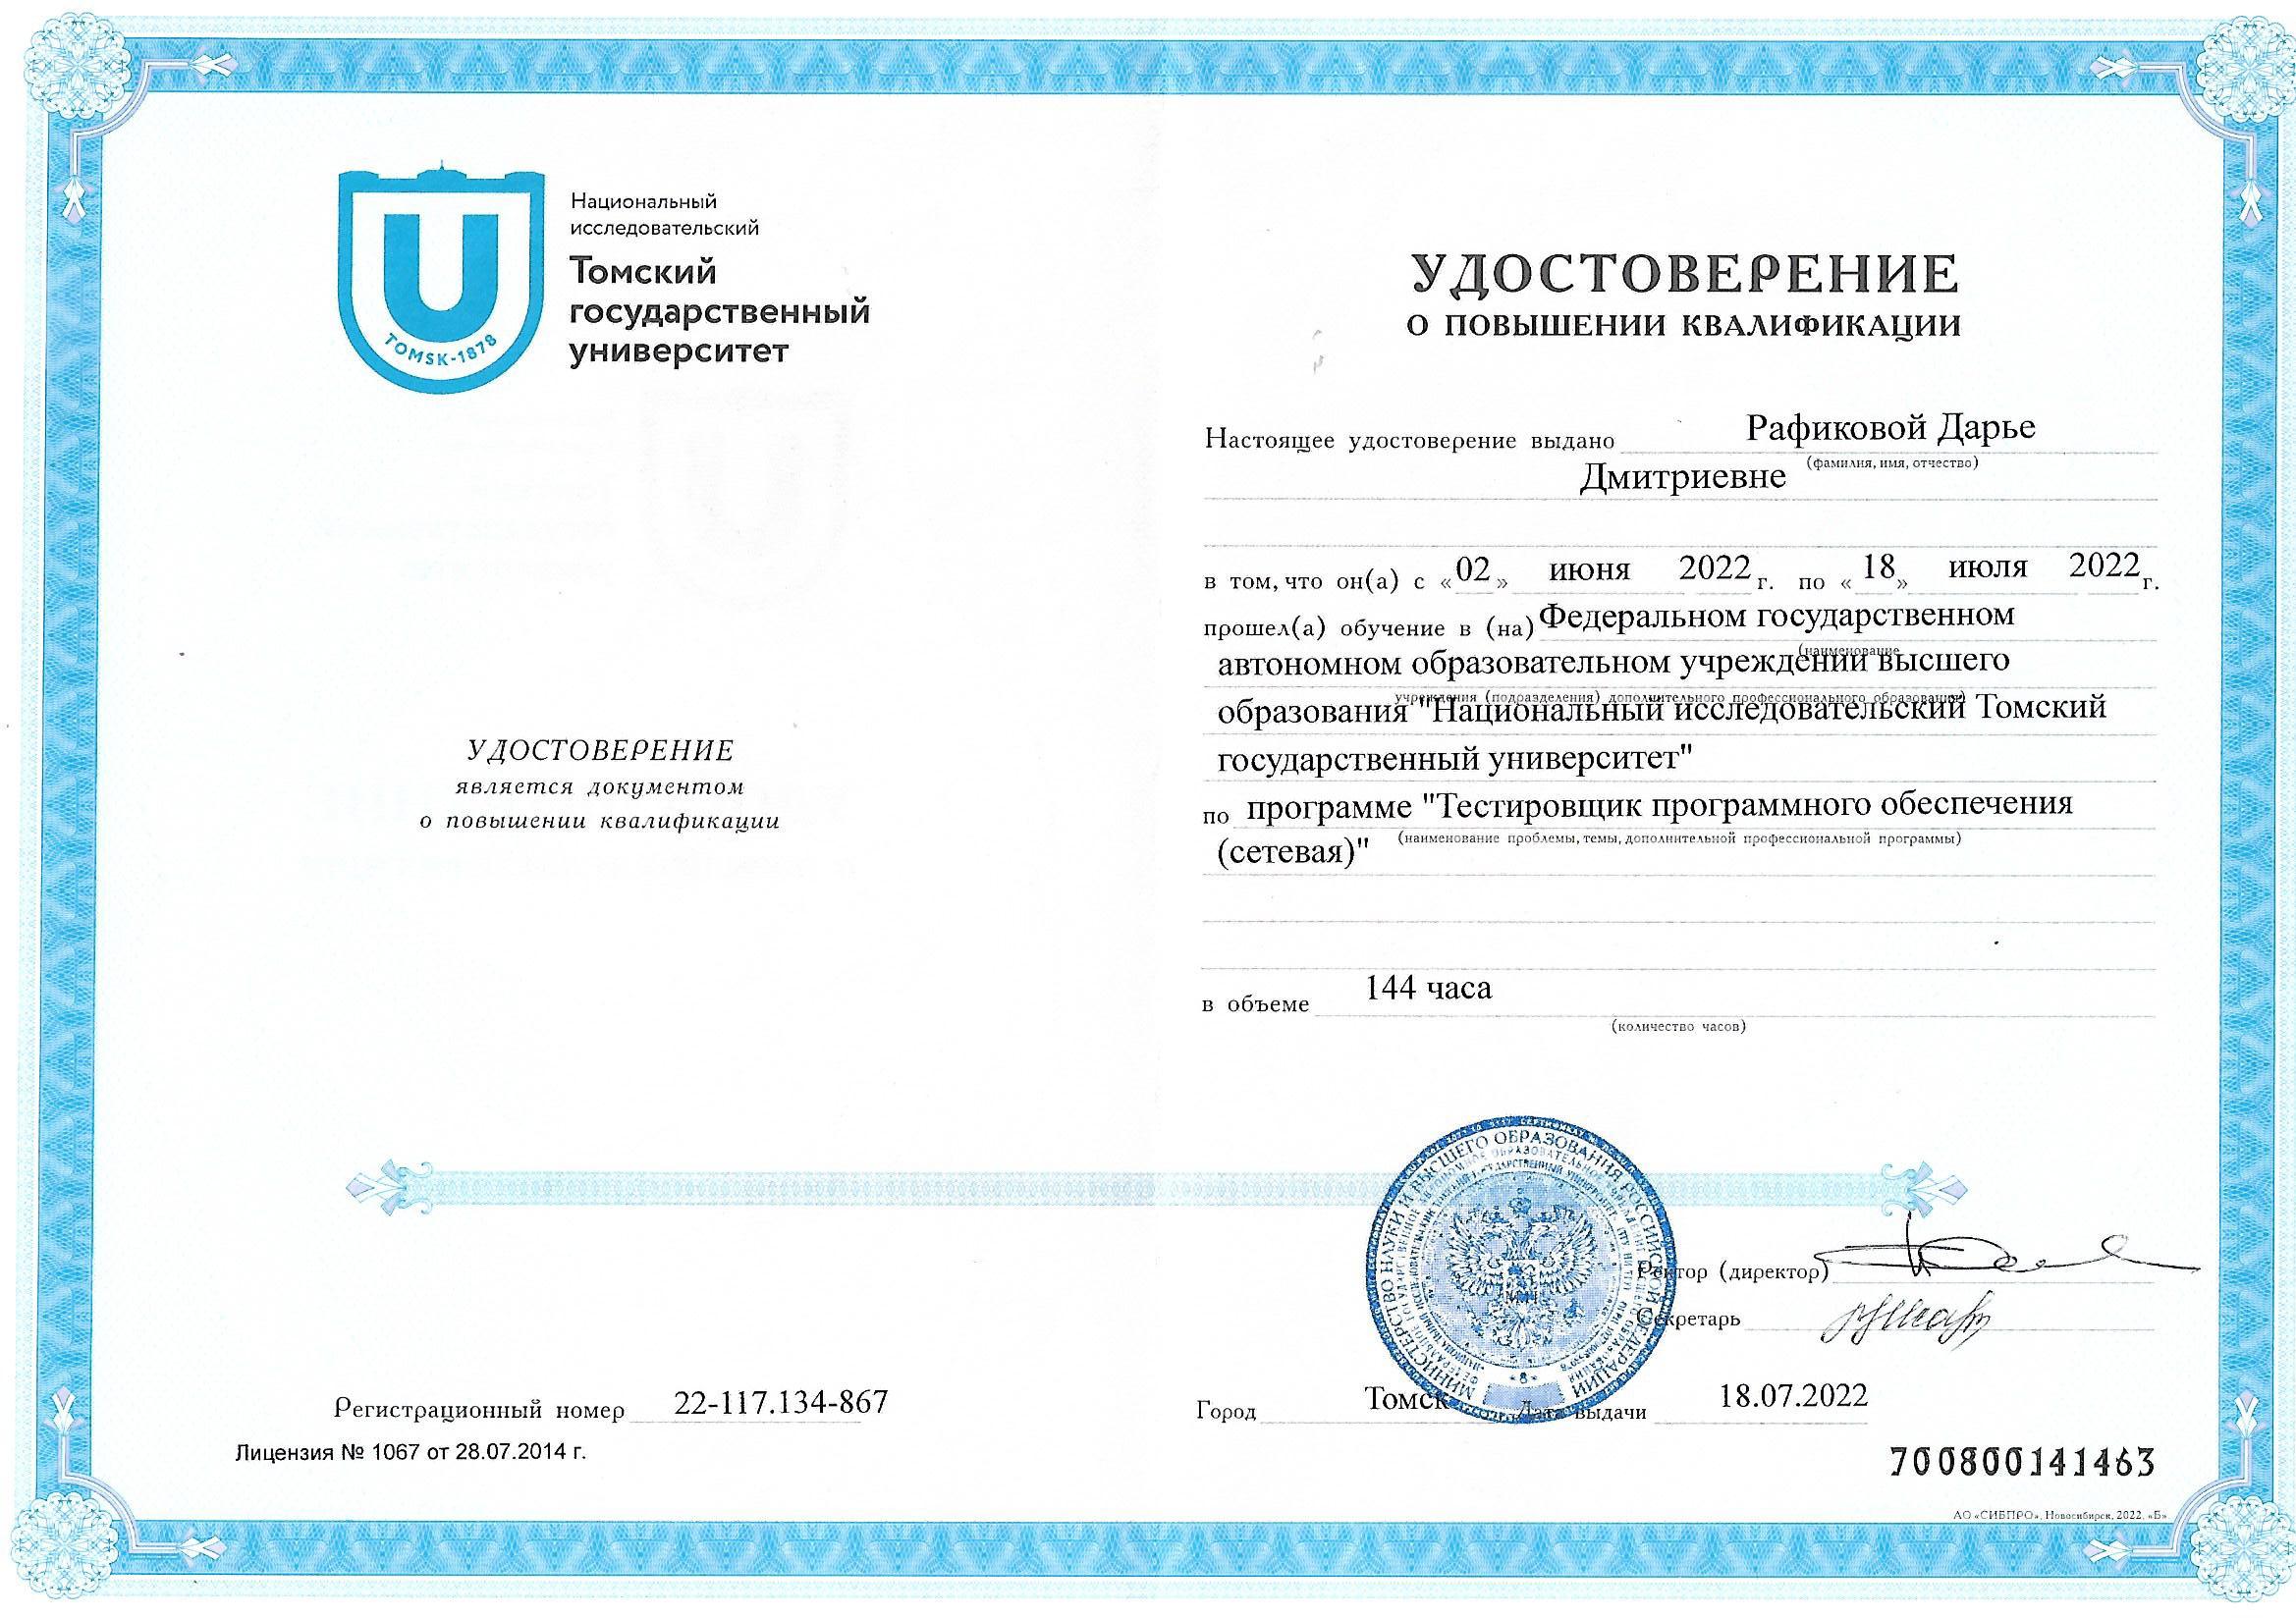 Национальный
исследовательский
Томский
государственный
университет
TOMSK-1878
УДОСТОВЕРЕНИЕ
является документом
о повышении квалификации
Регистрационный номер 22-117.134-867
Лицензия № 1067 от 28.07.2014 г.
УДОСТОВЕРЕНИЕ
О ПОВЫШЕНИИ КВАЛИФИКАЦИИ
Настоящее удостоверение выдано Рафиковой Дарье
(фамилия, имя, отчество)
Дмитриевне
в том, что он(а) с «02» июня 2022 г. по «18» июля 2022 г.
прошел(а) обучение в (на) Федеральном государственном
(наименование
автономном образовательном учреждении высшего
учреждения (подразделения) дополнительного профессионального образования)
образования "Национальный исследовательский Томский
государственный университет"
по программе "Тестировщик программного обеспечения
(наименование проблемы, темы, дополнительной профессиональной программы)
(сетевая)"
в объеме 144 часа
(количество часов)
МИНИСТЕРСТВО НАУКИ И ВЫСШЕГО ОБРАЗОВАНИЯ РОССИЙСКОЙ ФЕДЕРАЦИИ
Ректор (директор)
Секретарь
Город Томск Дата выдачи 18.07.2022
700800141463
АО «СИБПРО», Новосибирск, 2022, «Б»